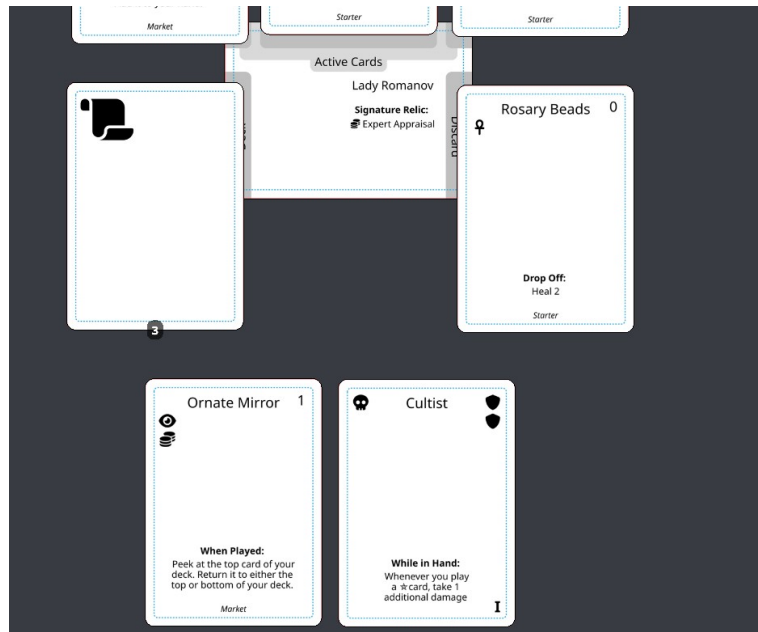 Market
Starter
Starter
Active Cards
Lady Romanov
Signature Relic:
Expert Appraisal
Discard
Rosary Beads 0
Drop Off:
Heal 2
Starter
3
Ornate Mirror 1
When Played:
Peek at the top card of your
deck. Return it to either the
top or bottom of your deck.
Market
Cultist
While in Hand:
Whenever you play
a ☆card, take 1
additional damage
I